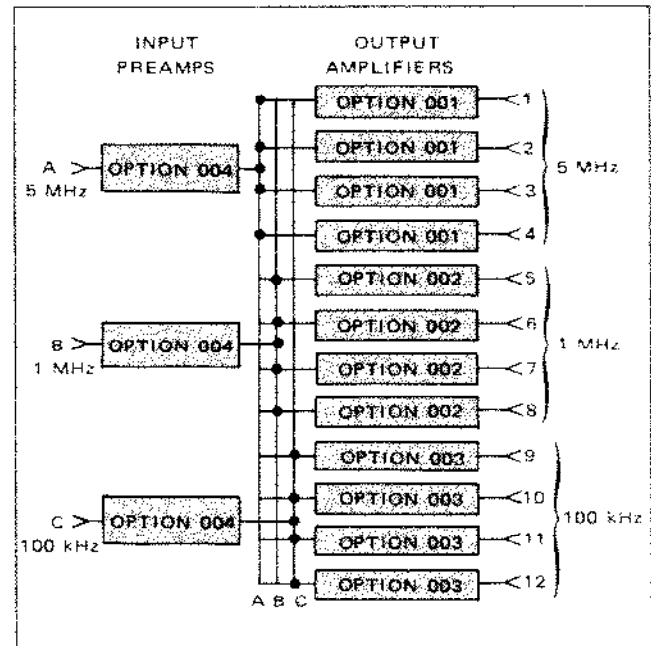 INPUT PREAMPS
OUTPUT AMPLIFIERS
OPTION 001 1
A 5 MHz OPTION 004
OPTION 001 2
OPTION 001 3
5 MHz
OPTION 001 4
OPTION 002 5
B 1 MHz OPTION 004
OPTION 002 6
OPTION 002 7
1 MHz
OPTION 002 8
OPTION 003 9
C 100 kHz OPTION 004
OPTION 003 10
OPTION 003 11
100 kHz
OPTION 003 12
A B C